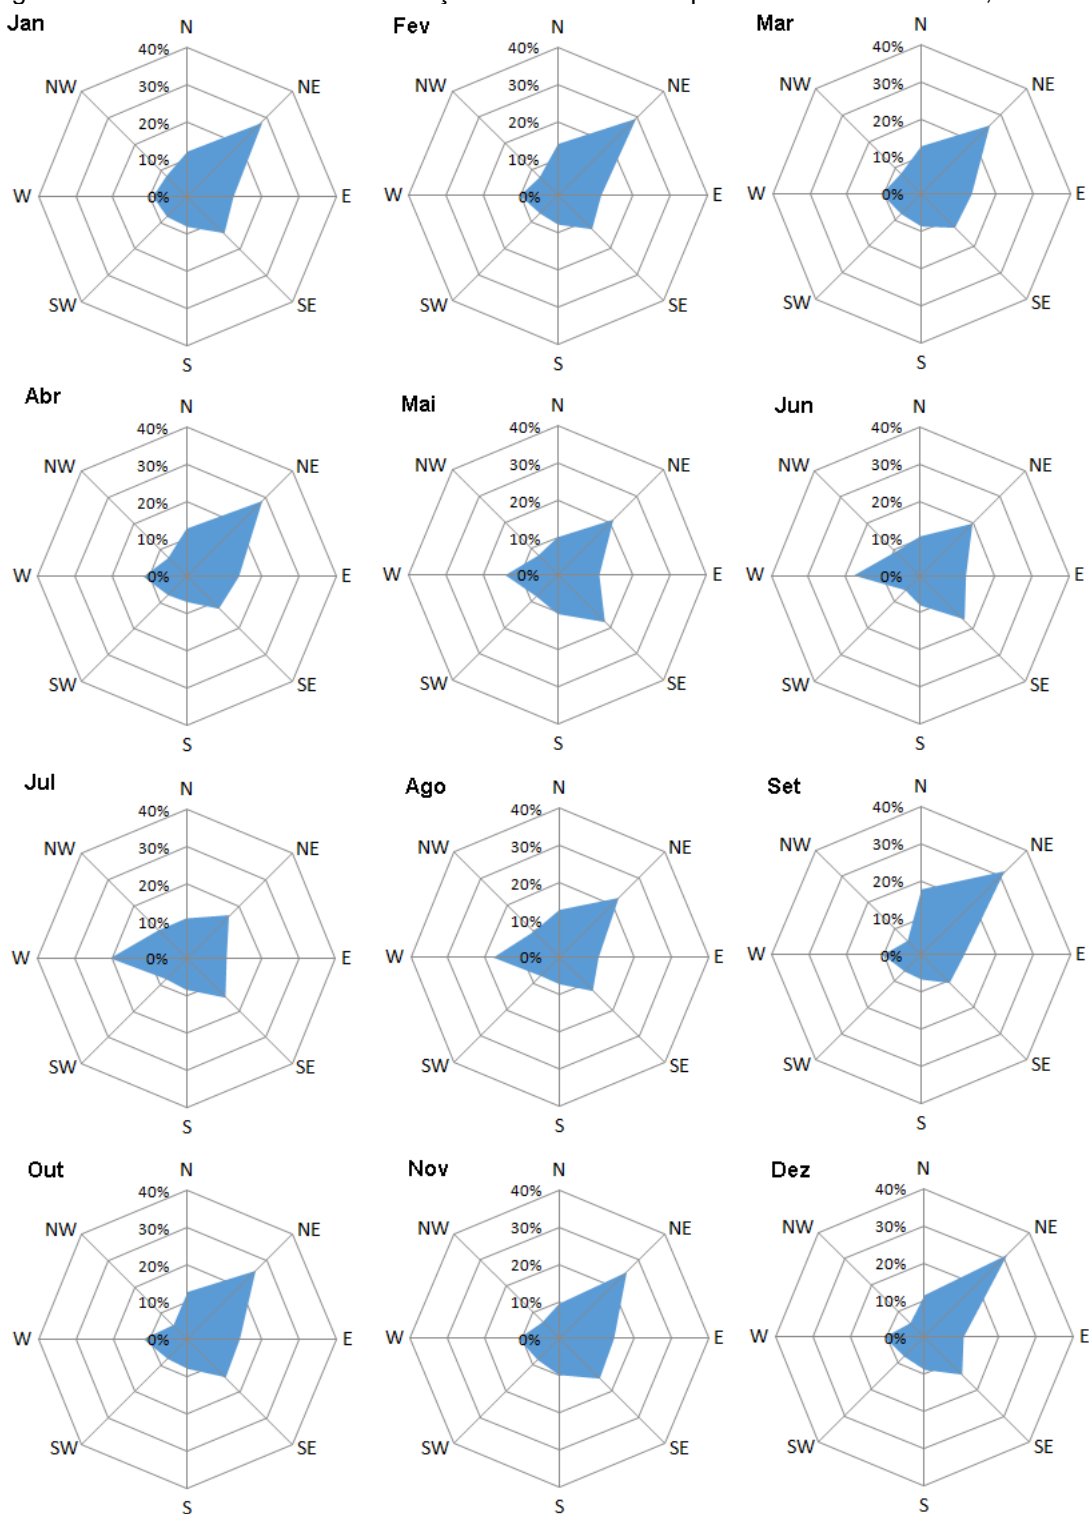 Jan Fev Mar
N N N
40% 40% 40%
NW NE NW NE NW NE
30% 30% 30%
20% 20% 20%
10% 10% 10%
W 0% E W 0% E W 0% E
SW SE SW SE SW SE
S S S
Abr Mai Jun
N N N
40% 40% 40%
NW NE NW NE NW NE
30% 30% 30%
20% 20% 20%
10% 10% 10%
W 0% E W 0% E W 0% E
SW SE SW SE SW SE
S S S
Jul Ago Set
N N N
40% 40% 40%
NW NE NW NE NW NE
30% 30% 30%
20% 20% 20%
10% 10% 10%
W 0% E W 0% E W 0% E
SW SE SW SE SW SE
S S S
Out Nov Dez
N N N
40% 40% 40%
NW NE NW NE NW NE
30% 30% 30%
20% 20% 20%
10% 10% 10%
W 0% E W 0% E W 0% E
SW SE SW SE SW SE
S S S